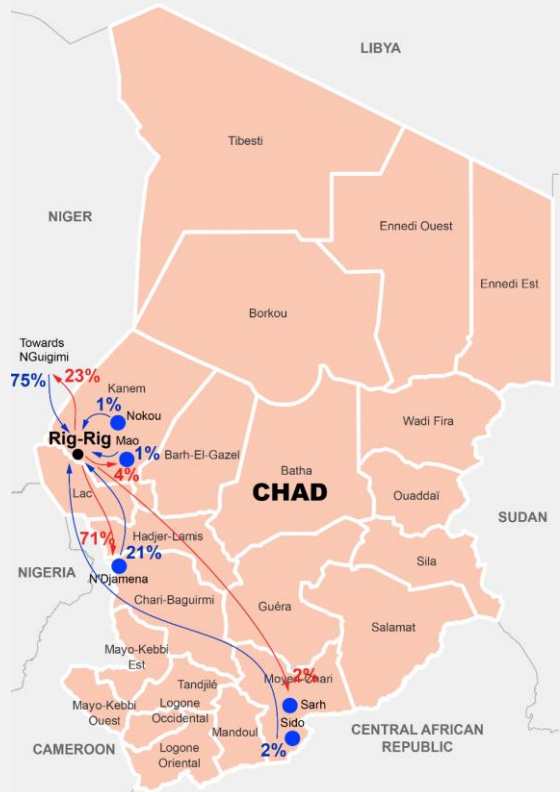 LIBYA
Tibesti
NIGER
Ennedi Ouest
Ennedi Est
Borkou
Towards
NGuigimi
75%
23%
Kanem
1%
Nokou
Rig-Rig
Mao
1%
4%
Barh-El-Gazel
Wadi Fira
Batha
CHAD
Ouaddaï
Lac
SUDAN
71%
Hadjer-Lamis
21%
Sila
NIGERIA
N'Djamena
Chari-Baguirmi
Guéra
Salamat
Mayo-Kebbi
Est
Moyen-Chari
2%
Tandjilé
Mayo-Kebbi
Ouest
Logone
Occidental
Sarh
Sido
Mandoul
2%
CENTRAL AFRICAN
REPUBLIC
CAMEROON
Logone
Oriental